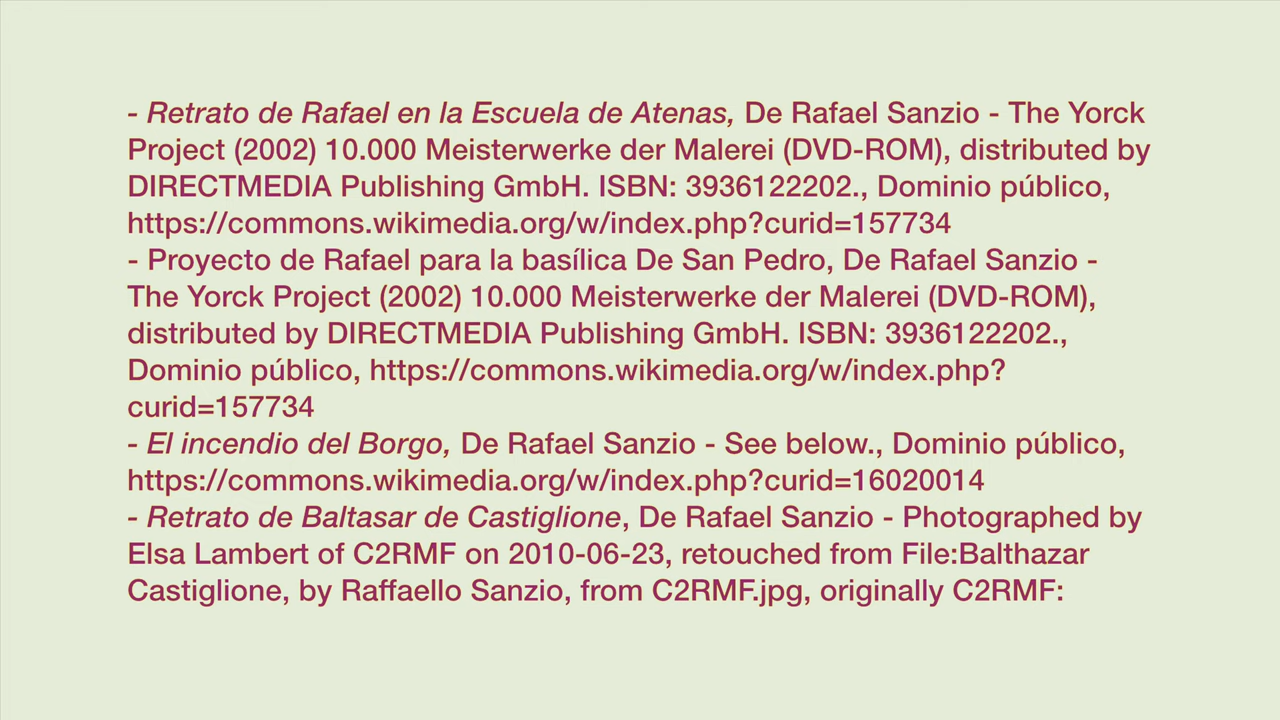 - Retrato de Rafael en la Escuela de Atenas, De Rafael Sanzio - The Yorck
Project (2002) 10.000 Meisterwerke der Malerei (DVD-ROM), distributed by
DIRECTMEDIA Publishing GmbH. ISBN: 3936122202., Dominio público,
https://commons.wikimedia.org/w/index.php?curid=157734
- Proyecto de Rafael para la basílica De San Pedro, De Rafael Sanzio -
The Yorck Project (2002) 10.000 Meisterwerke der Malerei (DVD-ROM),
distributed by DIRECTMEDIA Publishing GmbH. ISBN: 3936122202.,
Dominio público, https://commons.wikimedia.org/w/index.php?
curid=157734
- El incendio del Borgo, De Rafael Sanzio - See below., Dominio público,
https://commons.wikimedia.org/w/index.php?curid=16020014
- Retrato de Baltasar de Castiglione, De Rafael Sanzio - Photographed by
Elsa Lambert of C2RMF on 2010-06-23, retouched from File:Balthazar
Castiglione, by Raffaello Sanzio, from C2RMF.jpg, originally C2RMF: